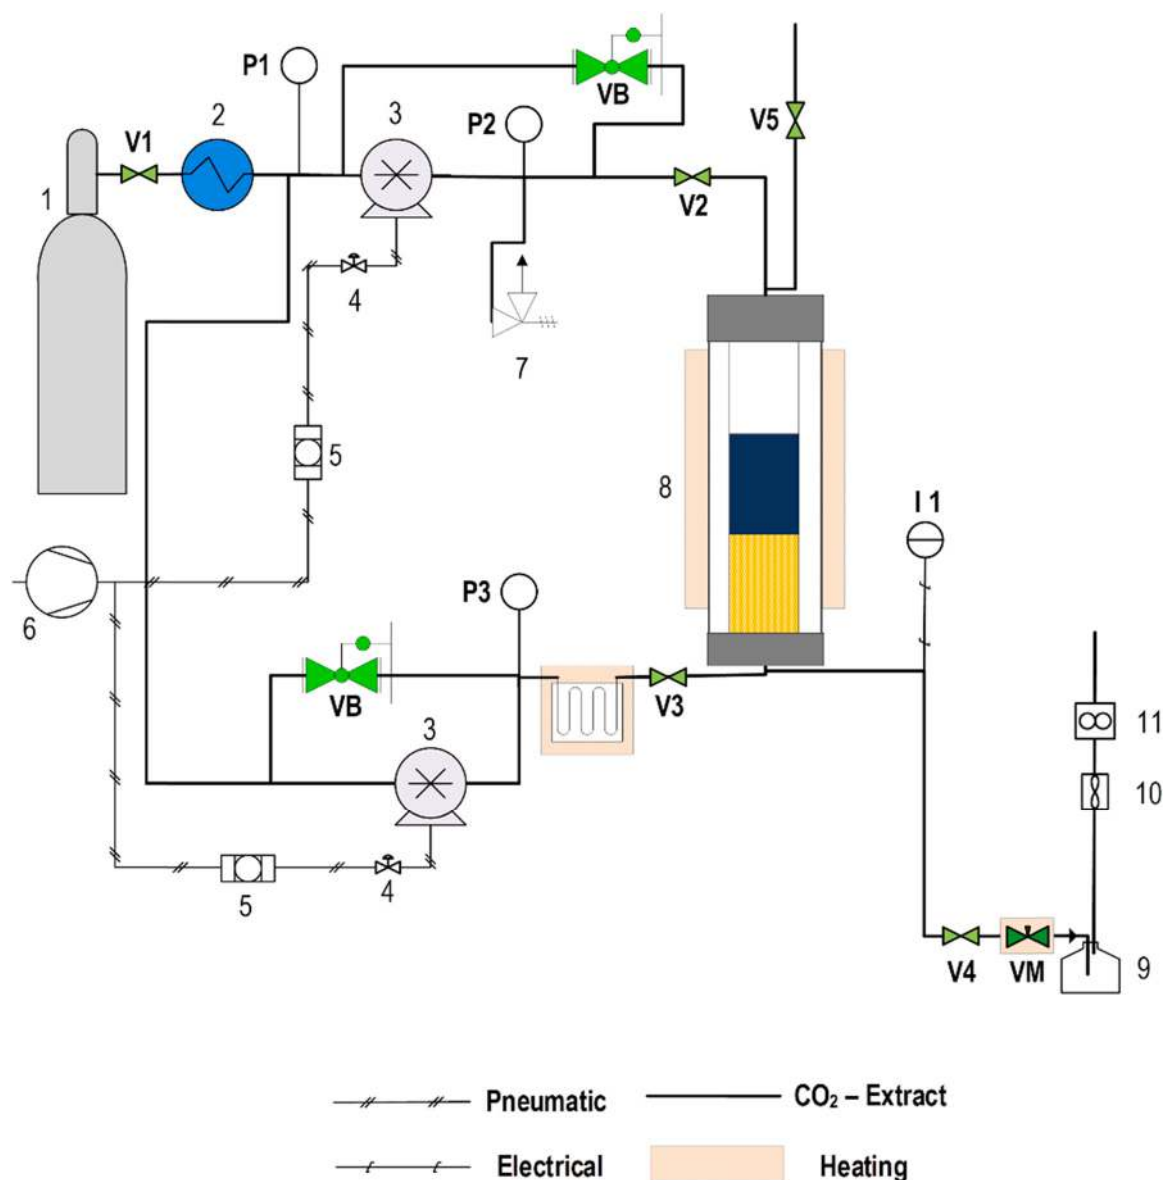 P1
VB
V1
2
3
P2
V5
1
V2
4
7
5
8
I 1
6
P3
VB
V3
3
11
10
5
4
V4
VM
9
Pneumatic
CO₂ – Extract
Electrical
Heating